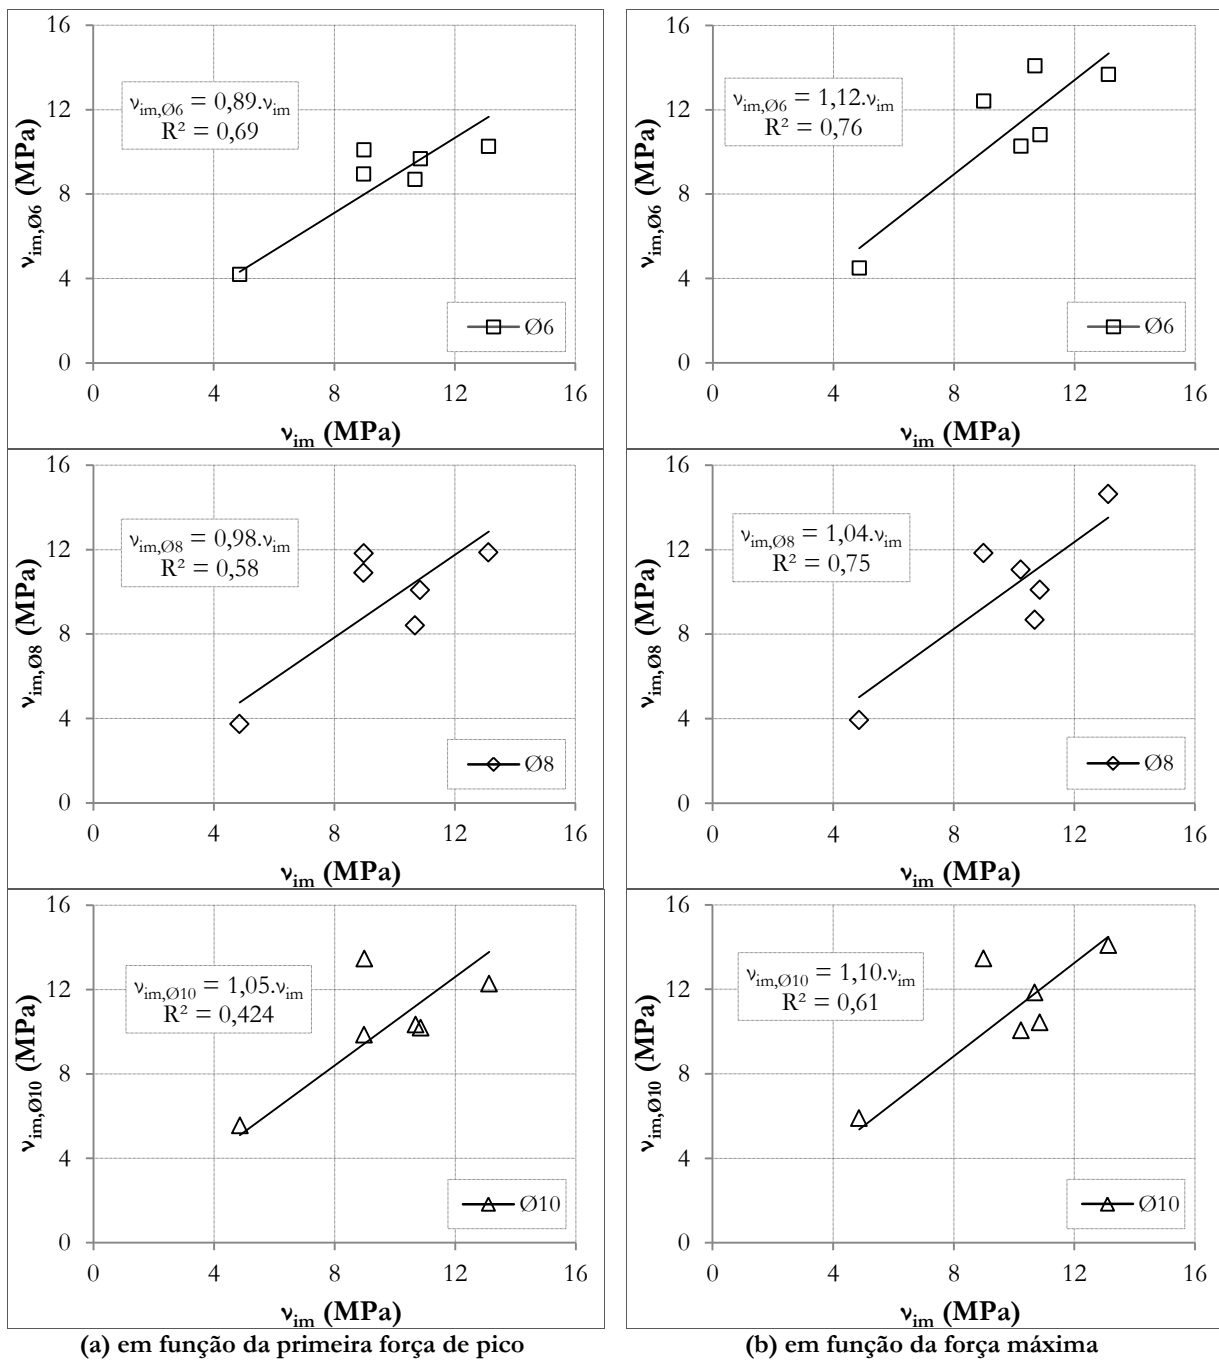 16
12
8
4
0
0 4 8 12 16
ν_im,Ø6 (MPa)
ν_im (MPa)
ν_im,Ø6 = 0,89.ν_im
R² = 0,69
Ø6
16
12
8
4
0
0 4 8 12 16
ν_im,Ø6 (MPa)
ν_im (MPa)
ν_im,Ø6 = 1,12.ν_im
R² = 0,76
Ø6
16
12
8
4
0
0 4 8 12 16
ν_im,Ø8 (MPa)
ν_im (MPa)
ν_im,Ø8 = 0,98.ν_im
R² = 0,58
Ø8
16
12
8
4
0
0 4 8 12 16
ν_im,Ø8 (MPa)
ν_im (MPa)
ν_im,Ø8 = 1,04.ν_im
R² = 0,75
Ø8
16
12
8
4
0
0 4 8 12 16
ν_im,Ø10 (MPa)
ν_im (MPa)
ν_im,Ø10 = 1,05.ν_im
R² = 0,424
Ø10
16
12
8
4
0
0 4 8 12 16
ν_im,Ø10 (MPa)
ν_im (MPa)
ν_im,Ø10 = 1,10.ν_im
R² = 0,61
Ø10
(a) em função da primeira força de pico
(b) em função da força máxima